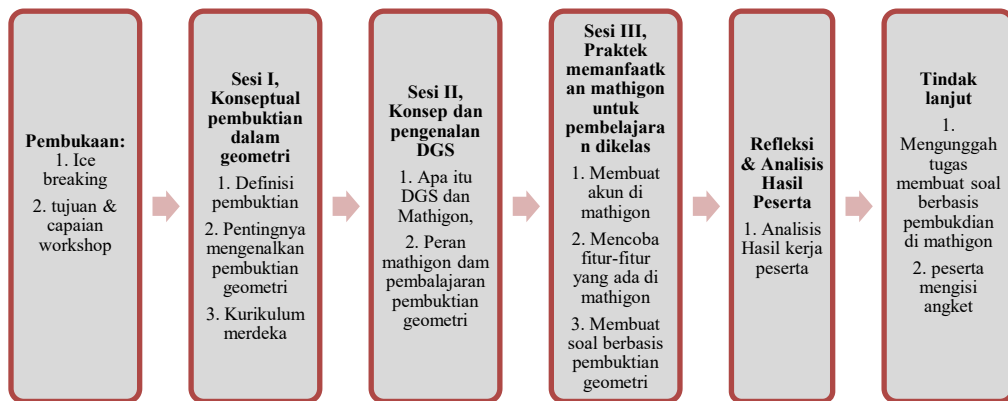 Pembukaan:
1. Ice
breaking
2. tujuan &
capaian
workshop
Sesi I,
Konseptual
pembuktian
dalam
geometri
1. Definisi
pembuktian
2. Pentingnya
mengenalkan
pembuktian
geometri
3. Kurikulum
merdeka
Sesi II,
Konsep dan
pengenalan
DGS
1. Apa itu
DGS dan
Mathigon,
2. Peran
mathigon dam
pembalajaran
pembuktian
geometri
Sesi III,
Praktek
memanfaatk
an mathigon
untuk
pembelajara
n dikelas
1. Membuat
akun di
mathigon
2. Mencoba
fitur-fitur
yang ada di
mathigon
3. Membuat
soal berbasis
pembuktian
geometri
Refleksi
& Analisis
Hasil
Peserta
1. Analisis
Hasil kerja
peserta
Tindak
lanjut
1.
Mengunggah
tugas
membuat soal
berbasis
pembukdian
di mathigon
2. peserta
mengisi
angket